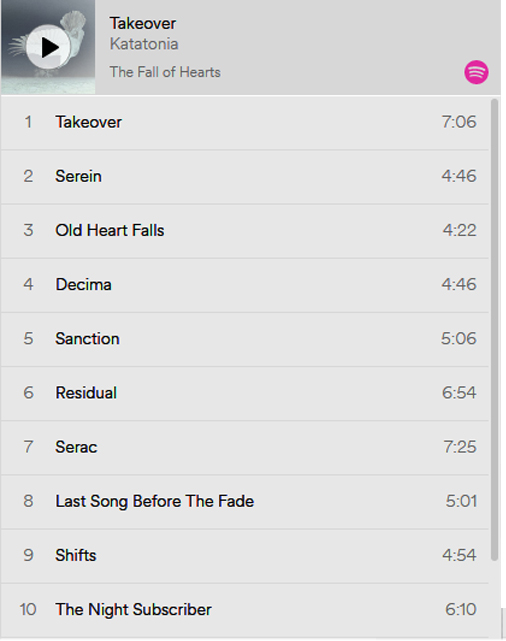 Takeover
Katatonia
The Fall of Hearts
1 Takeover 7:06
2 Serein 4:46
3 Old Heart Falls 4:22
4 Decima 4:46
5 Sanction 5:06
6 Residual 6:54
7 Serac 7:25
8 Last Song Before The Fade 5:01
9 Shifts 4:54
10 The Night Subscriber 6:10